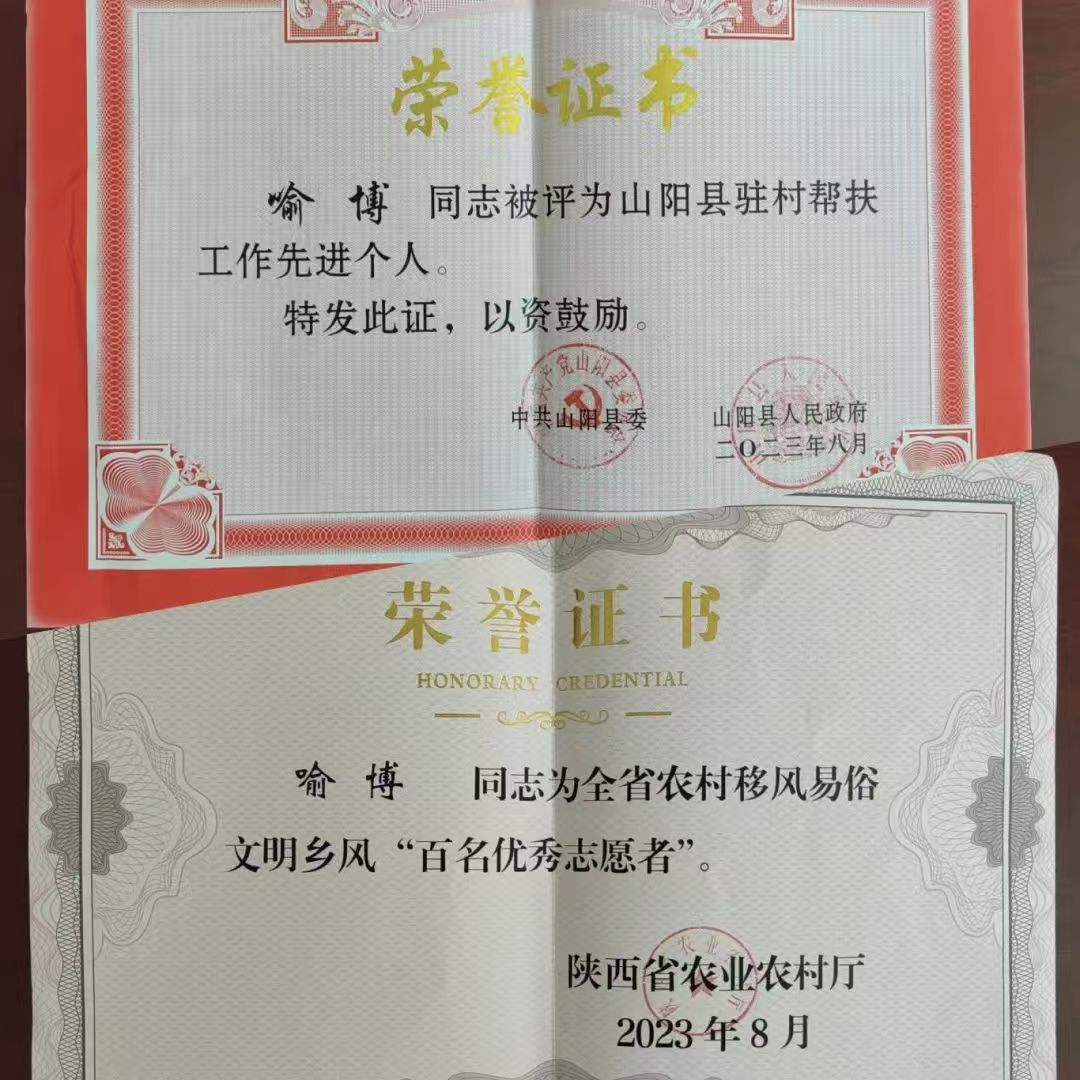 荣誉证书
喻博 同志被评为山阳县驻村帮扶
工作先进个人。
特发此证，以资鼓励。
中共山阳县委 山阳县人民政府
二〇二三年八月
荣誉证书
HONORARY CREDENTIAL
喻博 同志为全省农村移风易俗
文明乡风“百名优秀志愿者”。
陕西省农业农村厅
2023年8月